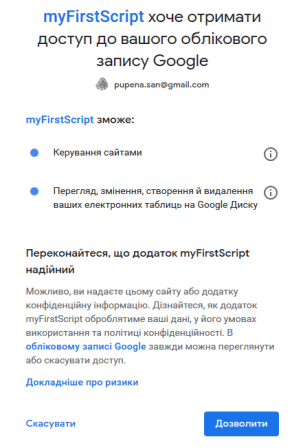 myFirstScript хоче отримати
доступ до вашого облікового
запису Google
pupena.san@gmail.com
myFirstScript зможе:
Керування сайтами
Перегляд, змінення, створення й видалення
ваших електронних таблиць на Google Диску
Переконайтеся, що додаток myFirstScript
надійний
Можливо, ви надаєте цьому сайту або додатку
конфіденційну інформацію. Дізнайтеся, як додаток
myFirstScript оброблятиме ваші дані, у його умовах
використання та політиці конфіденційності. В
обліковому записі Google завжди можна переглянути
або скасувати доступ.
Докладніше про ризики
Скасувати
Дозволити